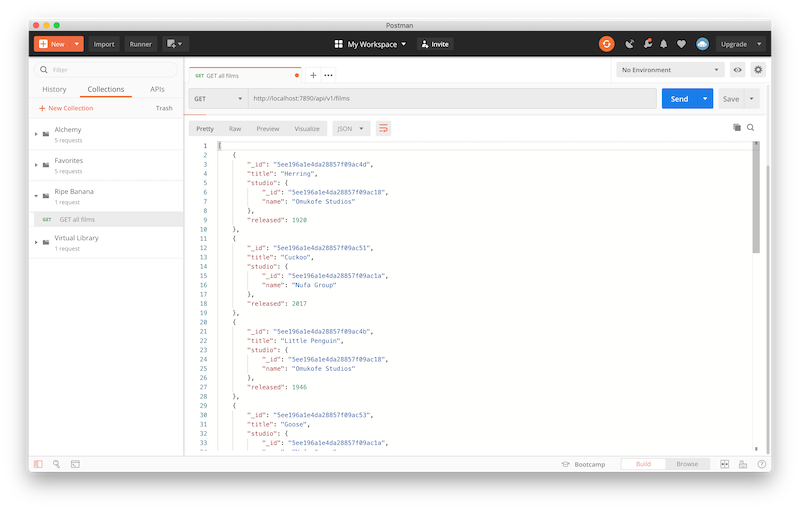 Postman
New
Import
Runner
My Workspace
Invite
Upgrade
Filter
History
Collections
APIs
New Collection
Trash
Alchemy
5 requests
Favorites
5 requests
Ripe Banana
1 request
GET GET all films
Virtual Library
1 request
GET GET all films
No Environment
GET
http://localhost:7890/api/v1/films
Send
Save
Pretty
Raw
Preview
Visualize
JSON
1 [
2 {
3 "_id": "5ee196a1e4da28857f09ac4d",
4 "title": "Herring",
5 "studio": {
6 "_id": "5ee196a1e4da28857f09ac18",
7 "name": "Omukofe Studios"
8 },
9 "released": 1920
10 },
11 {
12 "_id": "5ee196a1e4da28857f09ac51",
13 "title": "Cuckoo",
14 "studio": {
15 "_id": "5ee196a1e4da28857f09ac1a",
16 "name": "Nufa Group"
17 },
18 "released": 2017
19 },
20 {
21 "_id": "5ee196a1e4da28857f09ac4b",
22 "title": "Little Penguin",
23 "studio": {
24 "_id": "5ee196a1e4da28857f09ac18",
25 "name": "Omukofe Studios"
26 },
27 "released": 1946
28 },
29 {
30 "_id": "5ee196a1e4da28857f09ac53",
31 "title": "Goose",
32 "studio": {
33 "_id": "5ee196a1e4da28857f09ac1a",
Bootcamp
Build
Browse